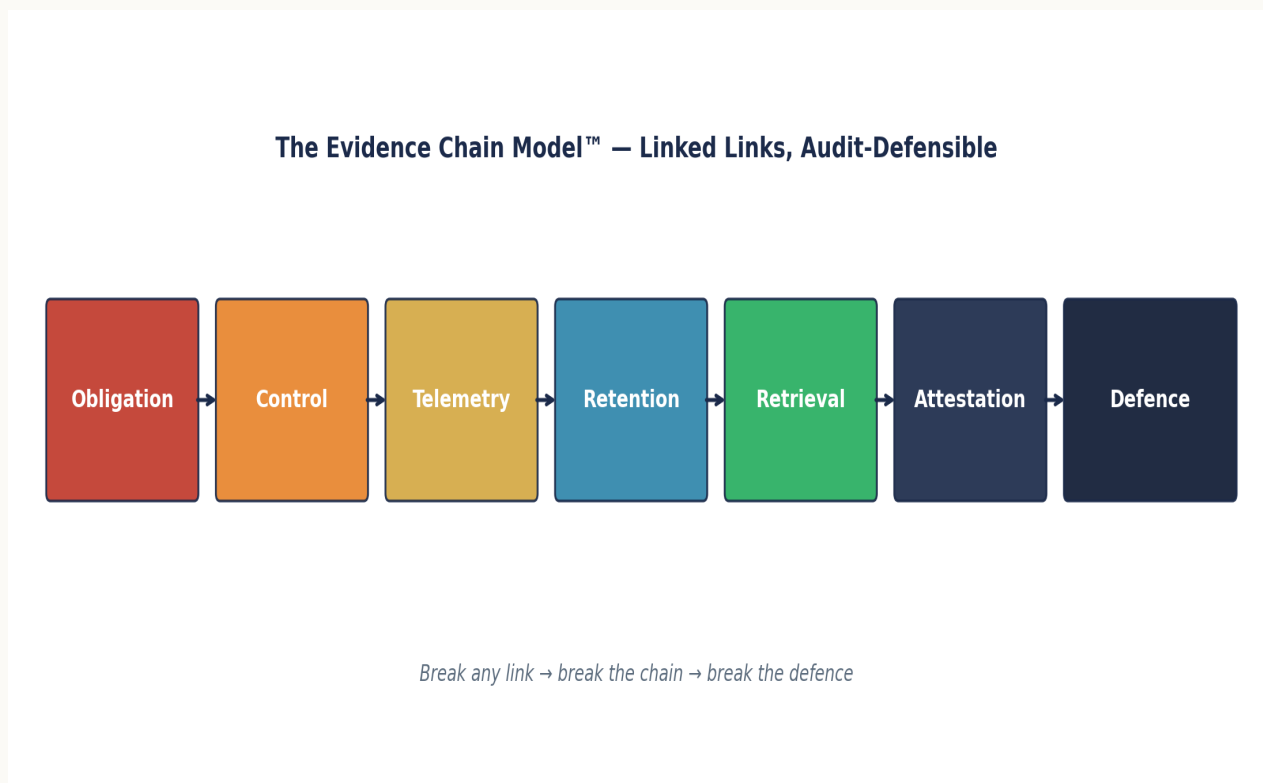 The Evidence Chain Model™ — Linked Links, Audit-Defensible
Obligation
Control
Telemetry
Retention
Retrieval
Attestation
Defence
Break any link → break the chain → break the defence